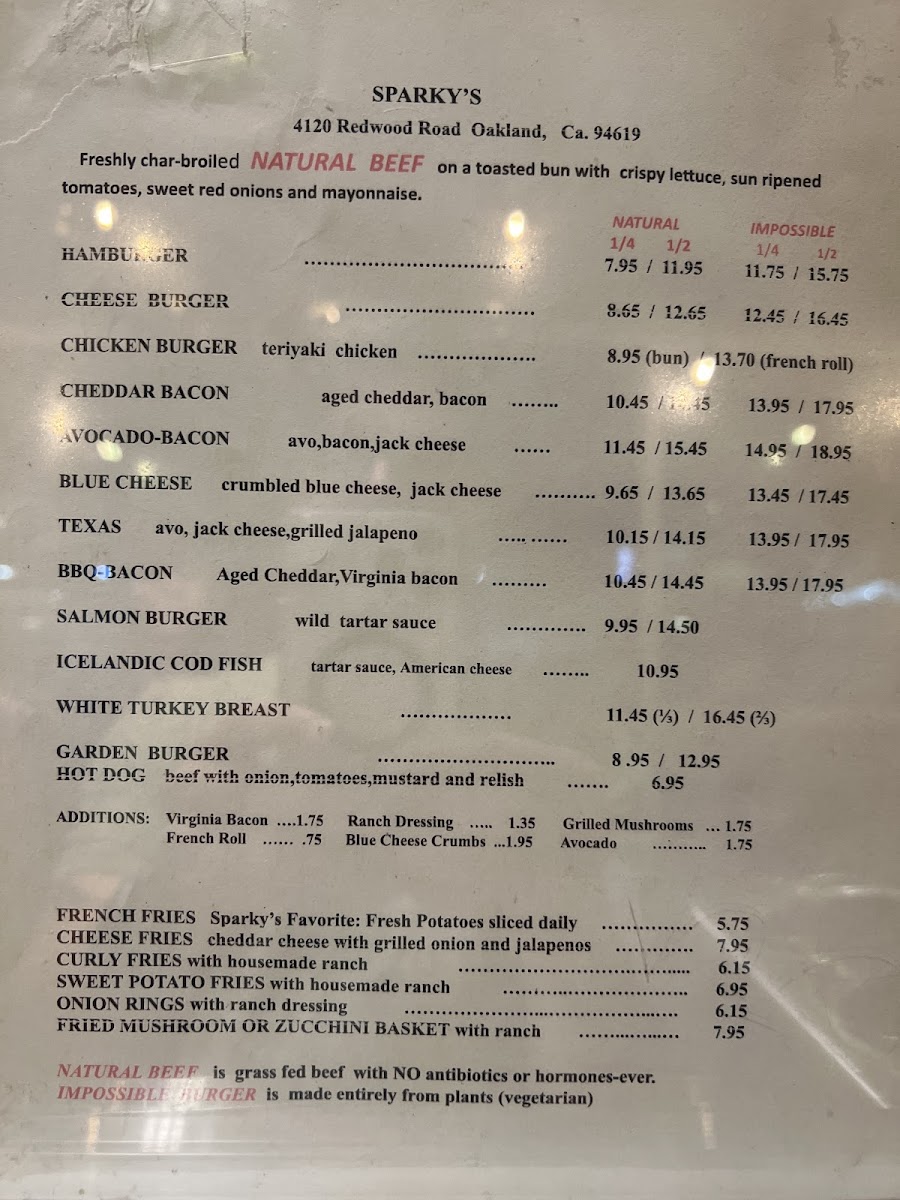 SPARKY'S
4120 Redwood Road Oakland, Ca. 94619
Freshly char-broiled NATURAL BEEF on a toasted bun with crispy lettuce, sun ripened
tomatoes, sweet red onions and mayonnaise.
NATURAL IMPOSSIBLE
1/4 1/2 1/4 1/2
HAMBURGER .................................. 7.95 / 11.95 11.75 / 15.75
CHEESE BURGER .............................. 8.65 / 12.65 12.45 / 16.45
CHICKEN BURGER teriyaki chicken ................... 8.95 (bun) / 13.70 (french roll)
CHEDDAR BACON aged cheddar, bacon ........ 10.45 / 13.95 / 17.95
AVOCADO-BACON avo,bacon,jack cheese ...... 11.45 / 15.45 14.95 / 18.95
BLUE CHEESE crumbled blue cheese, jack cheese .......... 9.65 / 13.65 13.45 / 17.45
TEXAS avo, jack cheese,grilled jalapeno ..... ...... 10.15 / 14.15 13.95 / 17.95
BBQ-BACON Aged Cheddar,Virginia bacon ......... 10.45 / 14.45 13.95 / 17.95
SALMON BURGER wild tartar sauce ............. 9.95 / 14.50
ICELANDIC COD FISH tartar sauce, American cheese ........ 10.95
WHITE TURKEY BREAST .................. 11.45 (⅓) / 16.45 (⅔)
GARDEN BURGER ............................. 8 .95 / 12.95
HOT DOG beef with onion,tomatoes,mustard and relish ....... 6.95
ADDITIONS: Virginia Bacon ....1.75 Ranch Dressing ..... 1.35 Grilled Mushrooms ... 1.75
French Roll ...... .75 Blue Cheese Crumbs ...1.95 Avocado ........... 1.75
FRENCH FRIES Sparky's Favorite: Fresh Potatoes sliced daily ............... 5.75
CHEESE FRIES cheddar cheese with grilled onion and jalapenos ............. 7.95
CURLY FRIES with housemade ranch ...................................... 6.15
SWEET POTATO FRIES with housemade ranch .............................. 6.95
ONION RINGS with ranch dressing ............................................. 6.15
FRIED MUSHROOM OR ZUCCHINI BASKET with ranch ................ 7.95
NATURAL BEEF is grass fed beef with NO antibiotics or hormones-ever.
IMPOSSIBLE BURGER is made entirely from plants (vegetarian)